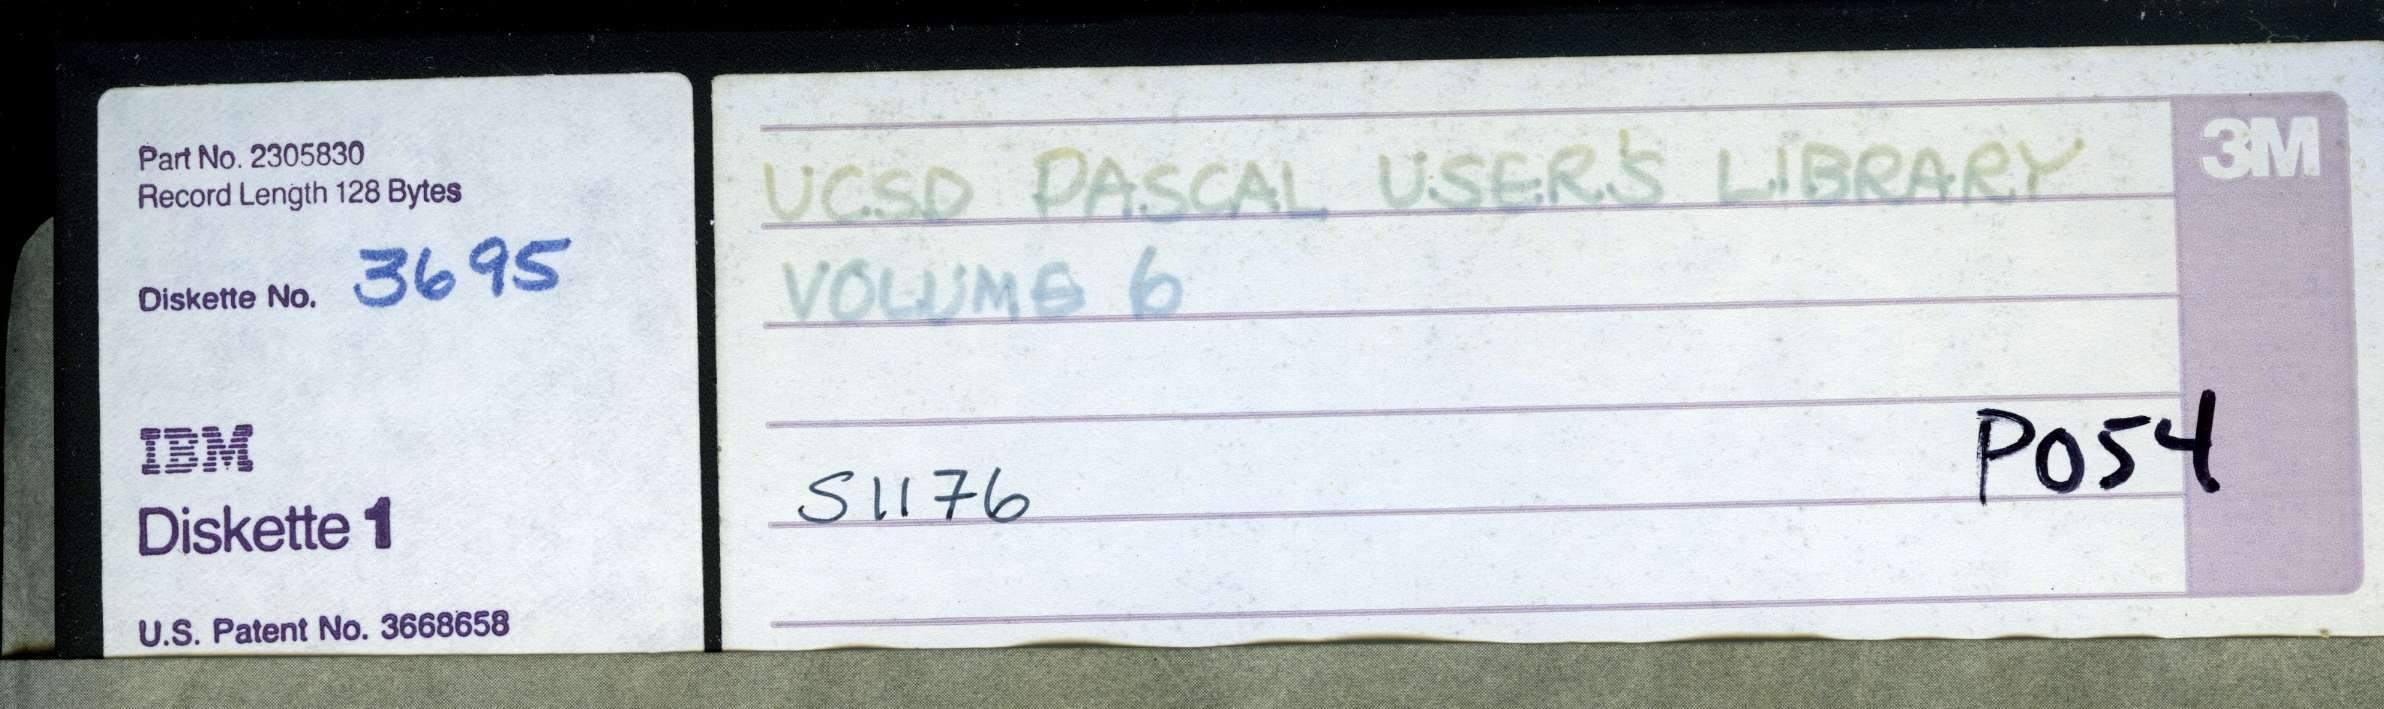 Part No. 2305830
Record Length 128 Bytes
Diskette No. 3695
IBM
Diskette 1
U.S. Patent No. 3668658
UCSD PASCAL USER'S LIBRARY
VOLUME 6
S1176
P054
3M